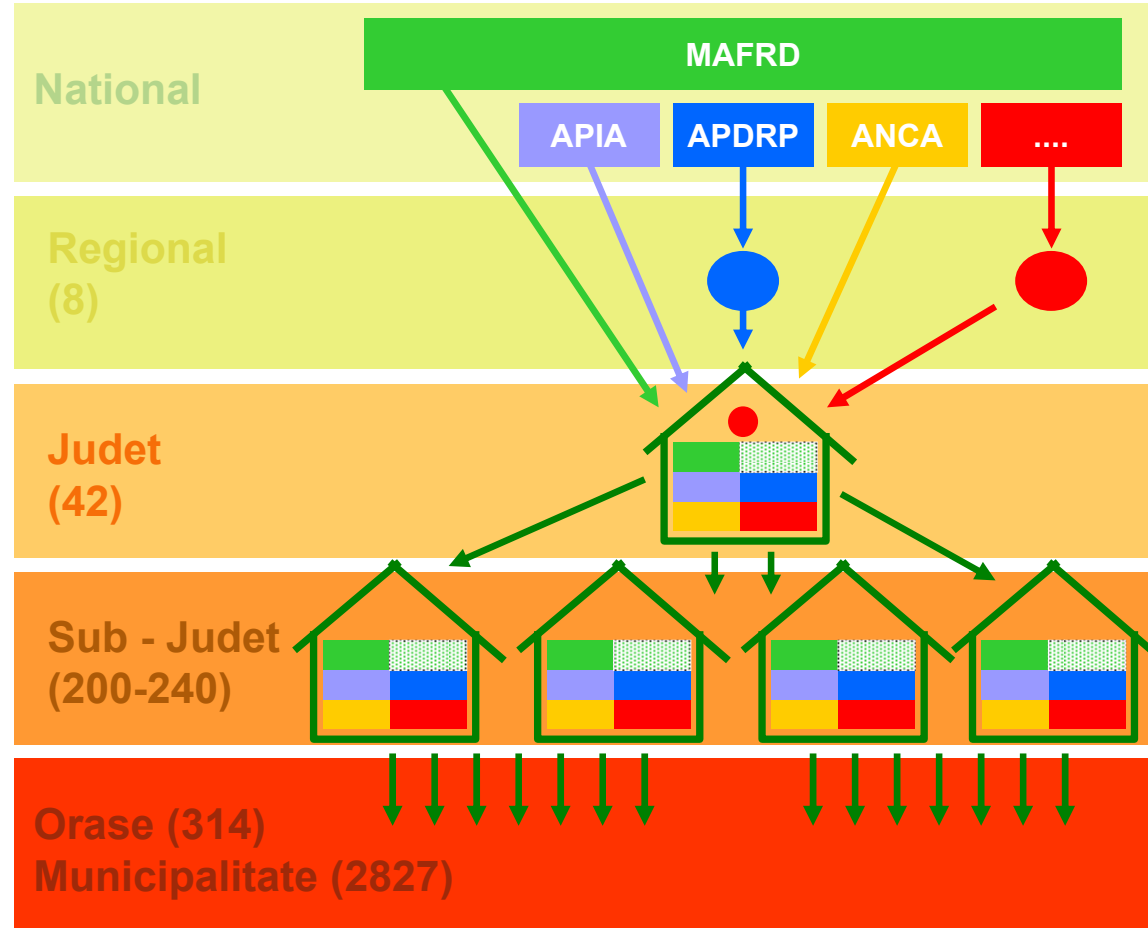 National
MAFRD
APIA
APDRP
ANCA
....
Regional
(8)
Judet
(42)
Sub - Judet
(200-240)
Orase (314)
Municipalitate (2827)